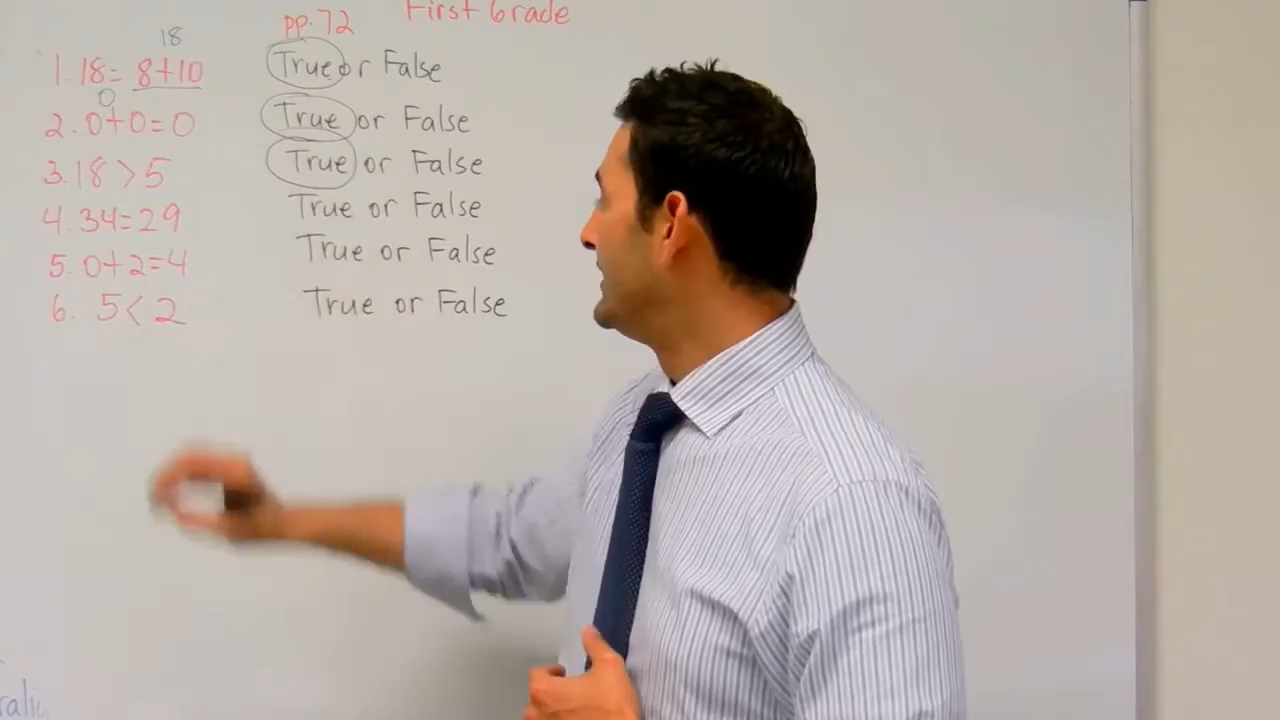 pp. 72 First Grade
18
1. 18 = 8+10 True or False
0
2. 0+0=0 True or False
3. 18 > 5 True or False
4. 34=29 True or False
5. 0+2=4 True or False
6. 5 < 2 True or False